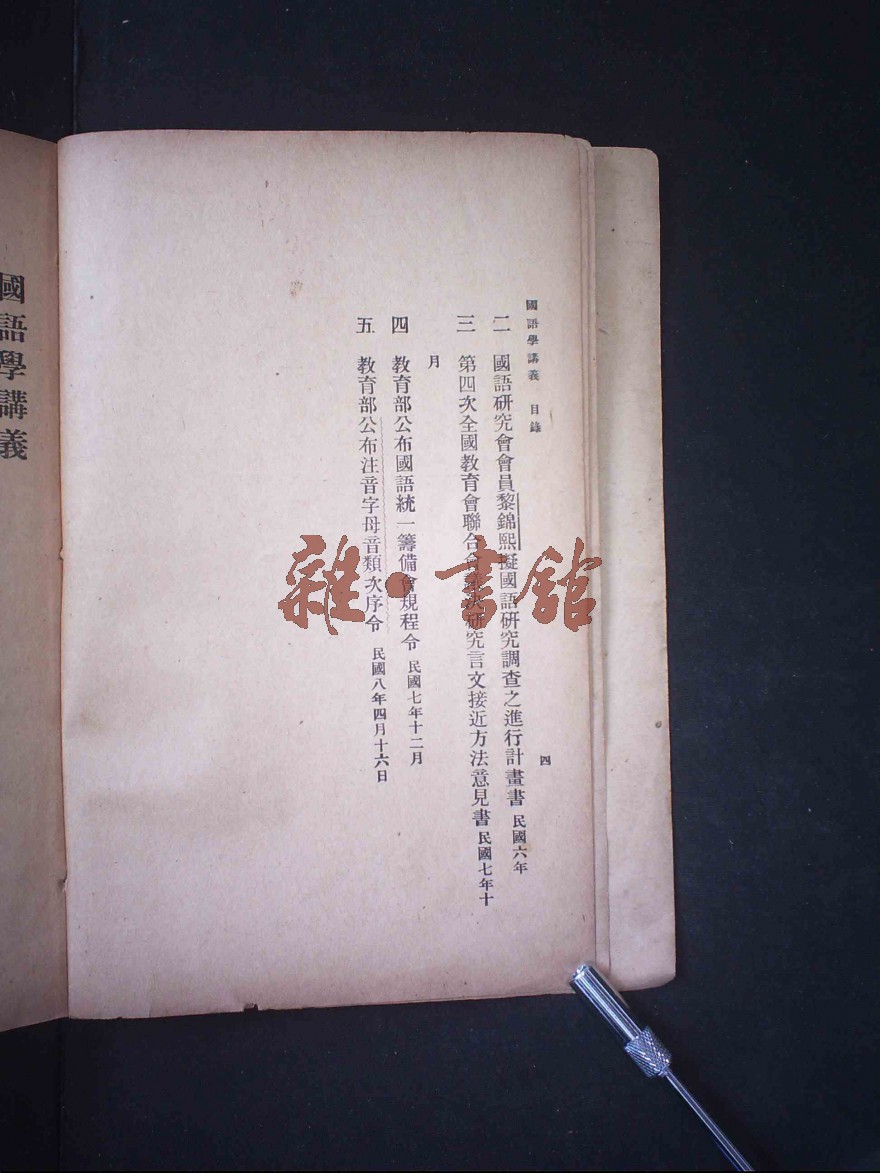 國語學講義　目錄
四
二　國語研究會會員黎錦熙擬國語研究調查之進行計畫書 民國六年
三　第四次全國教育會聯合會 研究言文接近方法意見書 民國七年十
月
四　教育部公布國語統一籌備會規程令 民國七年十二月
五　教育部公布注音字母音類次序令 民國八年四月十六日
國語學講義
雜·書館